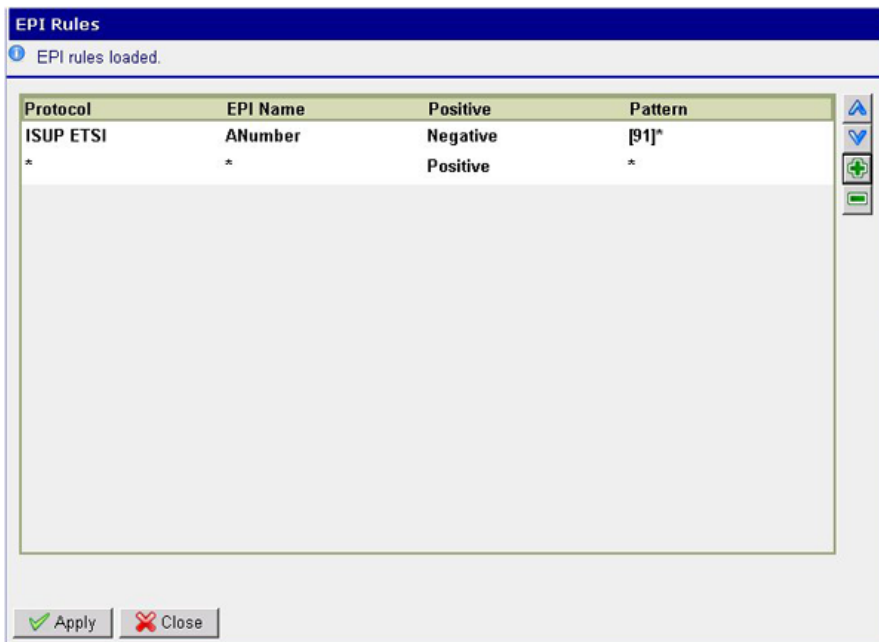 EPI Rules
EPI rules loaded.
Protocol EPI Name Positive Pattern
ISUP ETSI ANumber Negative [91]*
* * Positive *
Apply Close